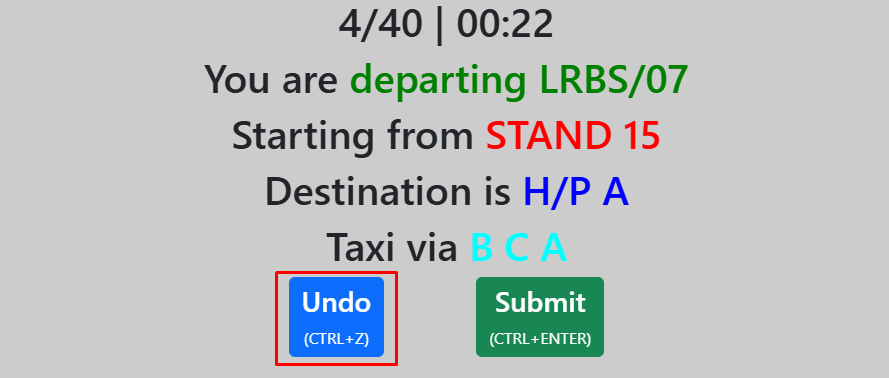 4/40 | 00:22
You are departing LRBS/07
Starting from STAND 15
Destination is H/P A
Taxi via B C A
Undo
(CTRL+Z)
Submit
(CTRL+ENTER)